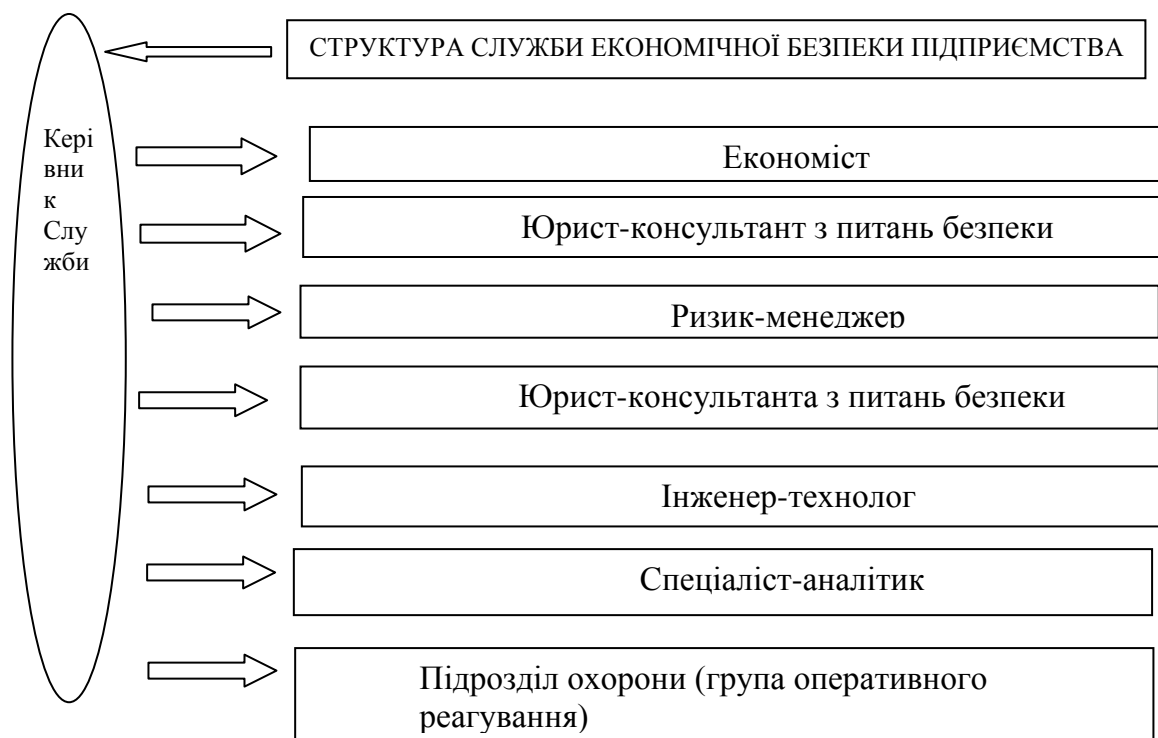 СТРУКТУРА СЛУЖБИ ЕКОНОМІЧНОЇ БЕЗПЕКИ ПІДПРИЄМСТВА
Кері
вни
к
Слу
жби
Економіст
Юрист-консультант з питань безпеки
Ризик-менеджер
Юрист-консультанта з питань безпеки
Інженер-технолог
Спеціаліст-аналітик
Підрозділ охорони (група оперативного
реагування)